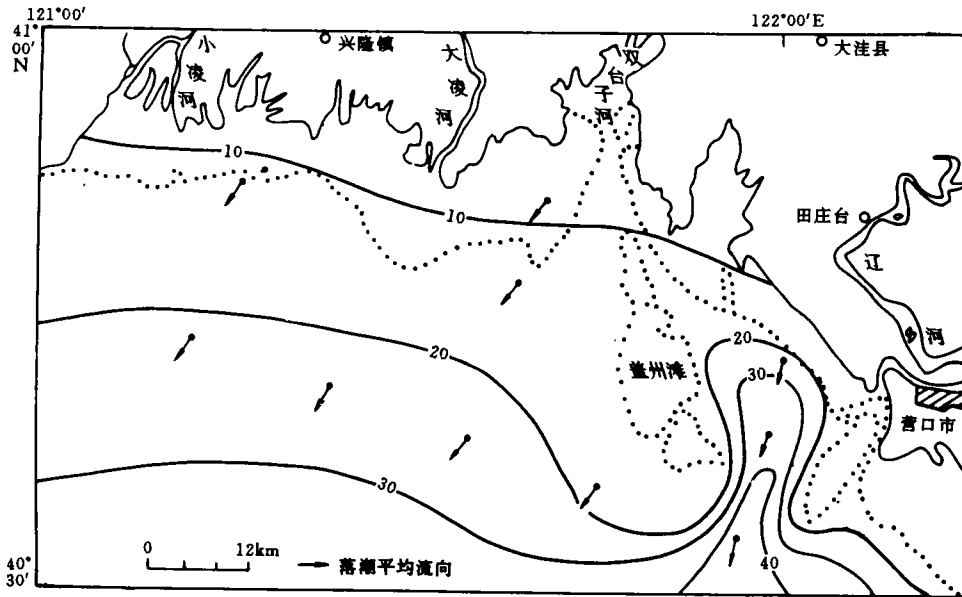 121°00′
122°00′E
41°
00′
N
小凌河
兴隆镇
大凌河
双台子河
大洼县
10
10
田庄台
辽河
20
盖州滩
20
30
营口市
30
40
0 12km
落潮平均流向
40°
30′